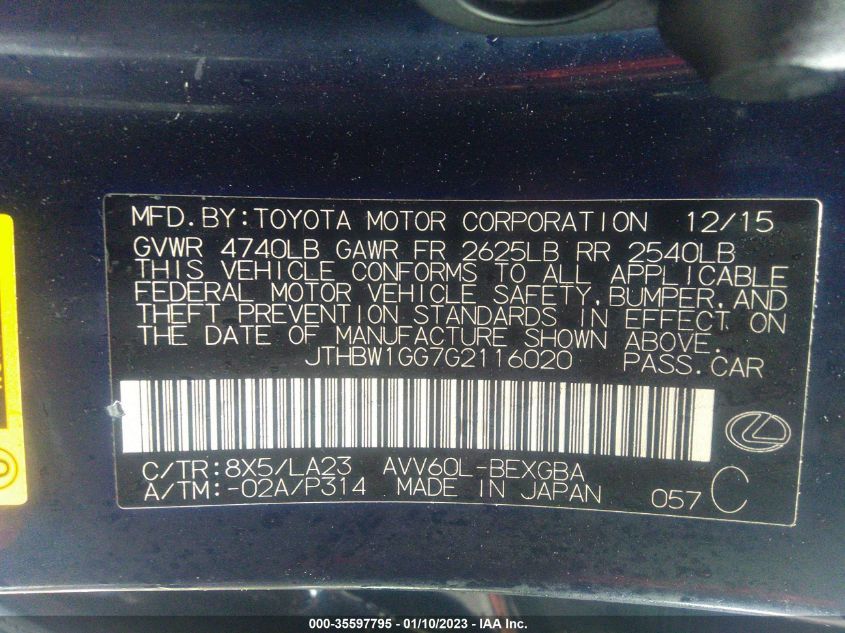 MFD.BY:TOYOTA MOTOR CORPORATION 12/15
GVWR 4740LB GAWR FR 2625LB RR 2540LB
THIS VEHICLE CONFORMS TO ALL APPLICABLE
FEDERAL MOTOR VEHICLE SAFETY,BUMPER,AND
THEFT PREVENTION STANDARDS IN EFFECT ON
THE DATE OF MANUFACTURE SHOWN ABOVE.
JTHBW1GG7G2116020 PASS.CAR
C/TR:8X5/LA23 AVV60L-BEXGBA
A/TM:-02A/P314 MADE IN JAPAN 057 C
000-35597795 - 01/10/2023 - IAA Inc.